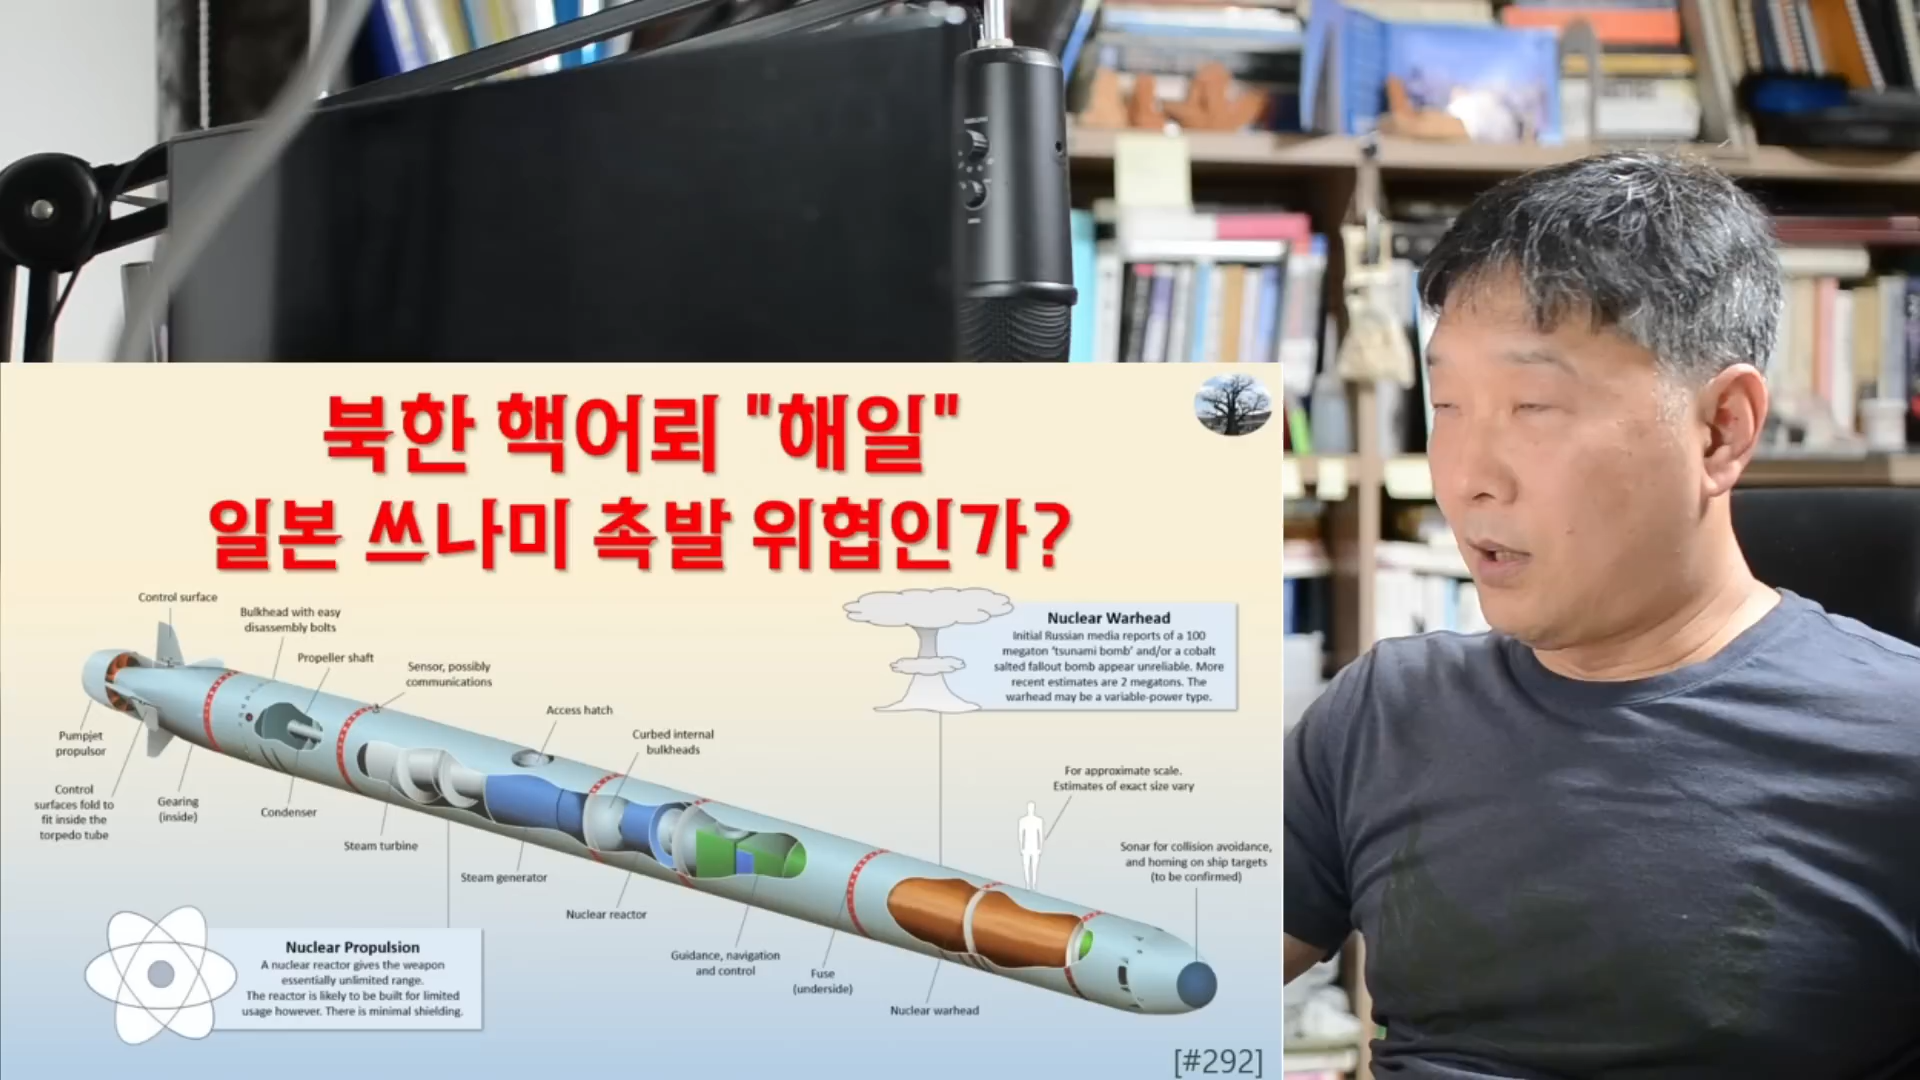 북한 핵어뢰 "해일"
일본 쓰나미 촉발 위협인가?
Control surface
Bulkhead with easy
disassembly bolts
Propeller shaft
Sensor, possibly
communications
Access hatch
Curbed internal
bulkheads
Nuclear Warhead
Initial Russian media reports of a 100
megaton 'tsunami bomb' and/or a cobalt
salted fallout bomb appear unreliable. More
recent estimates are 2 megatons. The
warhead may be a variable-power type.
Pumpjet
propulsor
Control
surfaces fold to
fit inside the
torpedo tube
Gearing
(inside)
Condenser
Steam turbine
Steam generator
Nuclear reactor
Guidance, navigation
and control
Fuse
(underside)
Nuclear warhead
For approximate scale.
Estimates of exact size vary
Sonar for collision avoidance,
and homing on ship targets
(to be confirmed)
Nuclear Propulsion
A nuclear reactor gives the weapon
essentially unlimited range.
The reactor is likely to be built for limited
usage however. There is minimal shielding.
[#292]